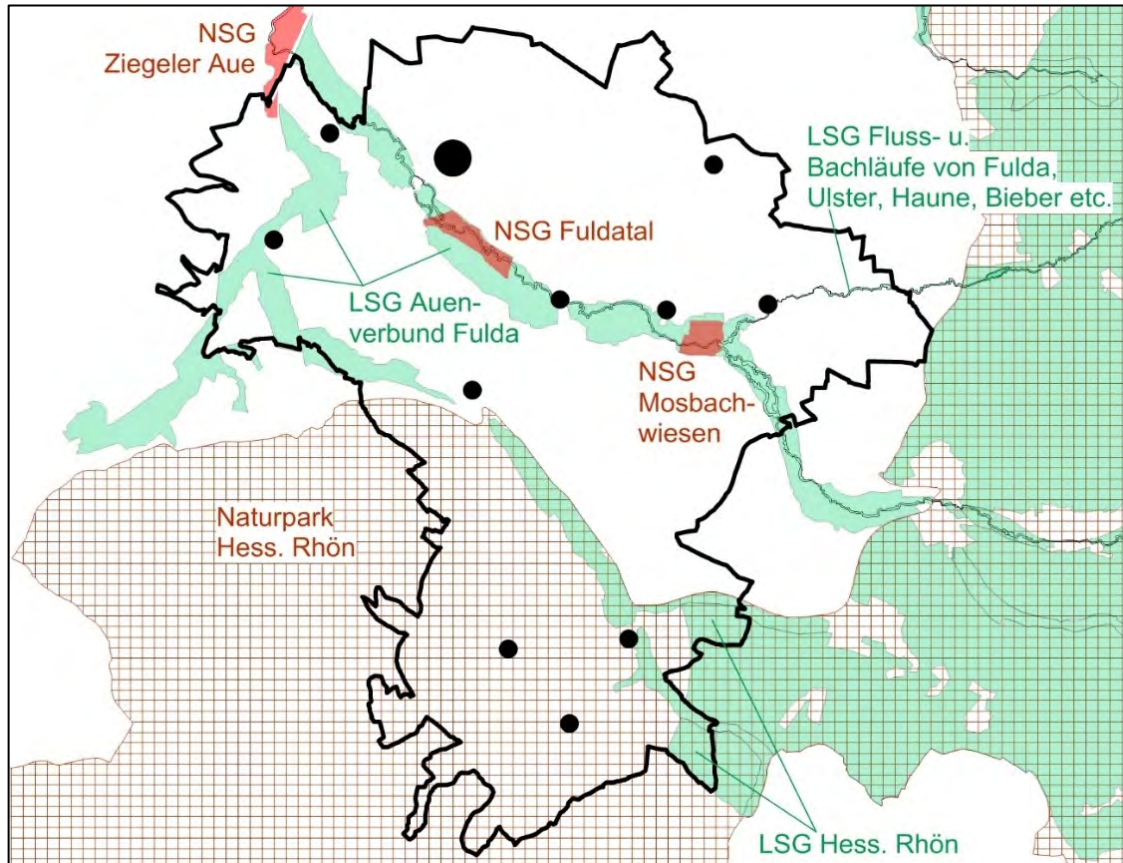 NSG
Ziegeler Aue
LSG Fluss- u.
Bachläufe von Fulda,
Ulster, Haune, Bieber etc.
NSG Fuldatal
LSG Auen-
verbund Fulda
NSG
Mosbach-
wiesen
Naturpark
Hess. Rhön
LSG Hess. Rhön